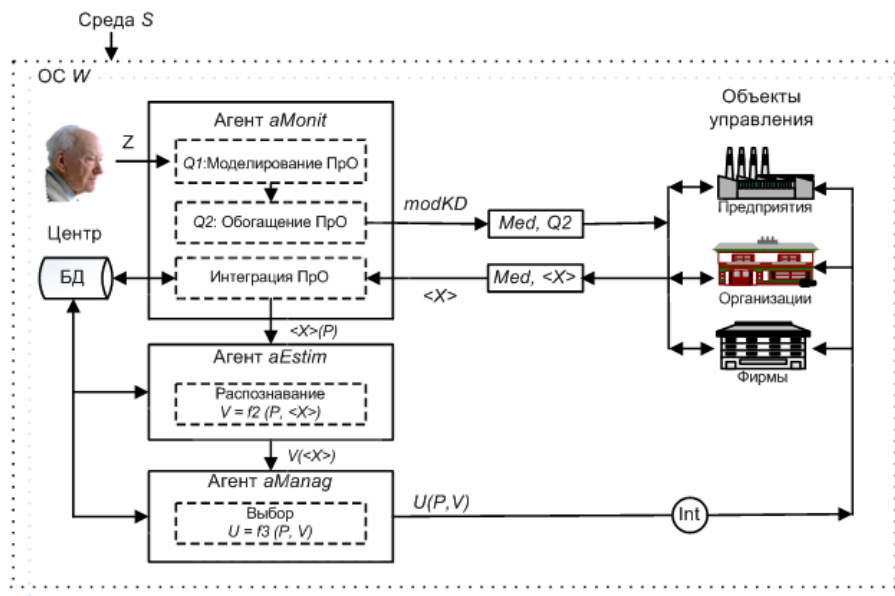 Среда S
ОС W
Объекты
управления
Агент aMonit
Z
Q1:Моделирование ПрО
modKD
Q2: Обогащение ПрО
Med, Q2
Предприятия
Центр
БД
Интеграция ПрО
<X>
Med, <X>
Организации
<X>(P)
Агент aEstim
Распознавание
V = f2 (P, <X>)
Фирмы
V(<X>)
Агент aManag
Выбор
U = f3 (P, V)
U(P,V)
Int